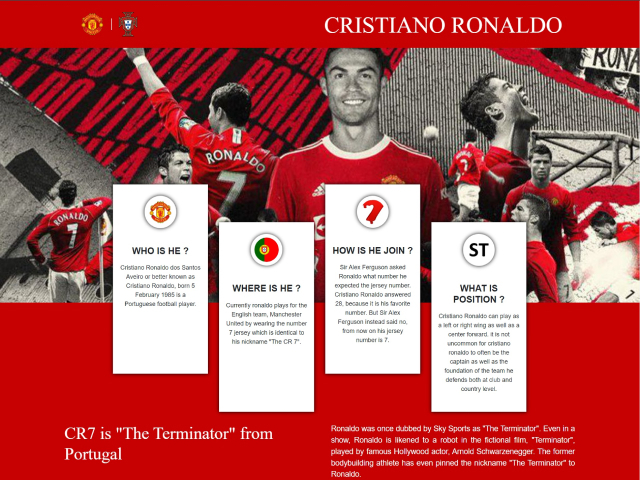 CRISTIANO RONALDO
VIVA RONALDO
RONALDO
7
RONALDO
7
7
RONA
7
WHO IS HE ?
Cristiano Ronaldo dos Santos
Aveiro or better known as
Cristiano Ronaldo, born 5
February 1985 is a
Portuguese football player.
WHERE IS HE ?
Currently ronaldo plays for the
English team, Manchester
United by wearing the number
7 jersey which is identical to
his nickname "The CR 7".
7
HOW IS HE JOIN ?
Sir Alex Ferguson asked
Ronaldo what number he
expected the jersey number.
Cristiano Ronaldo answered
28, because it is his favorite
number. But Sir Alex
Ferguson instead said no,
from now on his jersey
number is 7.
ST
WHAT IS
POSITION ?
Cristiano Ronaldo can play as
a left or right wing as well as a
center forward. it is not
uncommon for cristiano
ronaldo to often be the
captain as well as the
foundation of the team he
defends both at club and
country level.
CR7 is "The Terminator" from
Portugal
Ronaldo was once dubbed by Sky Sports as "The Terminator". Even in a
show, Ronaldo is likened to a robot in the fictional film, "Terminator",
played by famous Hollywood actor, Arnold Schwarzenegger. The former
bodybuilding athlete has even pinned the nickname "The Terminator" to
Ronaldo.